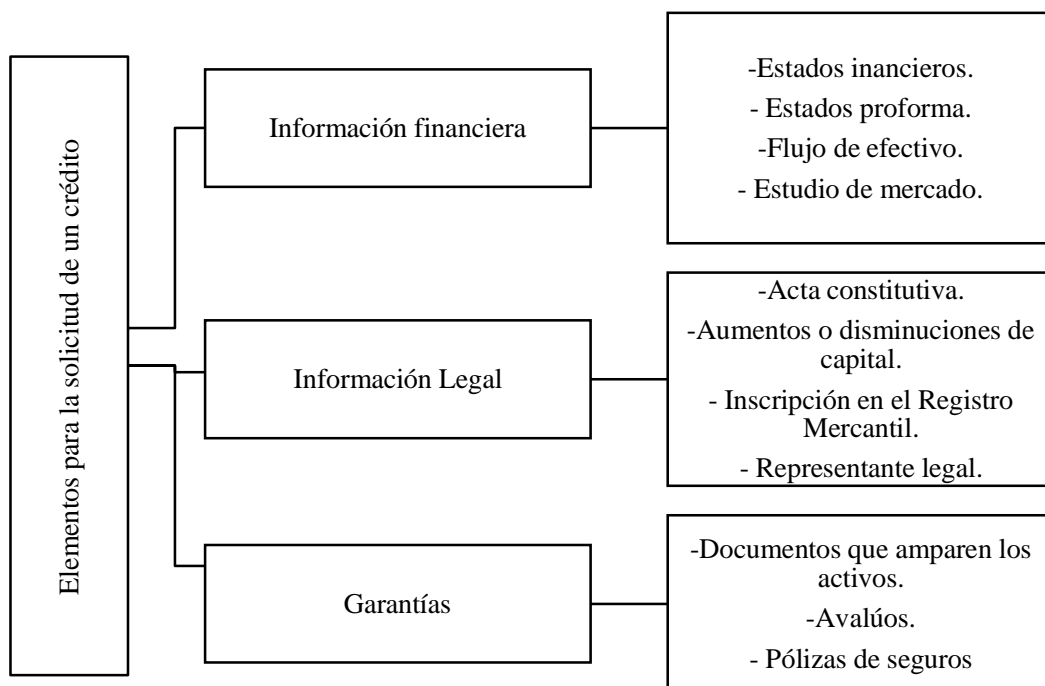 Elementos para la solicitud de un crédito
Información financiera
-Estados inancieros.
- Estados proforma.
-Flujo de efectivo.
- Estudio de mercado.
Información Legal
-Acta constitutiva.
-Aumentos o disminuciones de
capital.
- Inscripción en el Registro
Mercantil.
- Representante legal.
Garantías
-Documentos que amparen los
activos.
-Avalúos.
- Pólizas de seguros